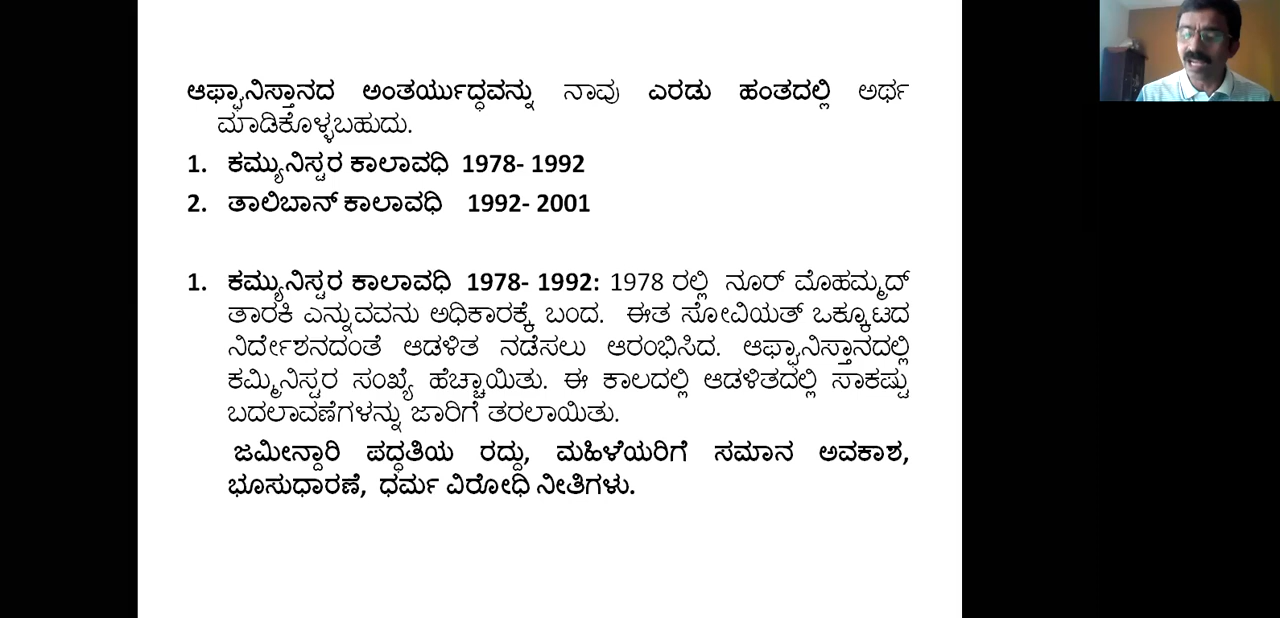 ಆಫ್ಘಾನಿಸ್ತಾನದ ಅಂತರ್ಯುದ್ಧವನ್ನು ನಾವು ಎರಡು ಹಂತದಲ್ಲಿ ಅರ್ಥ
ಮಾಡಿಕೊಳ್ಳಬಹುದು.
1. ಕಮ್ಯುನಿಸ್ಟರ ಕಾಲಾವಧಿ 1978- 1992
2. ತಾಲಿಬಾನ್ ಕಾಲಾವಧಿ 1992- 2001
1. ಕಮ್ಯುನಿಸ್ಟರ ಕಾಲಾವಧಿ 1978- 1992: 1978 ರಲ್ಲಿ ನೂರ್ ಮೊಹಮ್ಮದ್
ತಾರಕಿ ಎನ್ನುವವನು ಅಧಿಕಾರಕ್ಕೆ ಬಂದ. ಈತ ಸೋವಿಯತ್ ಒಕ್ಕೂಟದ
ನಿರ್ದೇಶನದಂತೆ ಆಡಳಿತ ನಡೆಸಲು ಆರಂಭಿಸಿದ. ಆಫ್ಘಾನಿಸ್ತಾನದಲ್ಲಿ
ಕಮ್ಮಿನಿಸ್ಟರ ಸಂಖ್ಯೆ ಹೆಚ್ಚಾಯಿತು. ಈ ಕಾಲದಲ್ಲಿ ಆಡಳಿತದಲ್ಲಿ ಸಾಕಷ್ಟು
ಬದಲಾವಣೆಗಳನ್ನು ಜಾರಿಗೆ ತರಲಾಯಿತು.
ಜಮೀನ್ದಾರಿ ಪದ್ಧತಿಯ ರದ್ದು, ಮಹಿಳೆಯರಿಗೆ ಸಮಾನ ಅವಕಾಶ,
ಭೂಸುಧಾರಣೆ, ಧರ್ಮ ವಿರೋಧಿ ನೀತಿಗಳು.